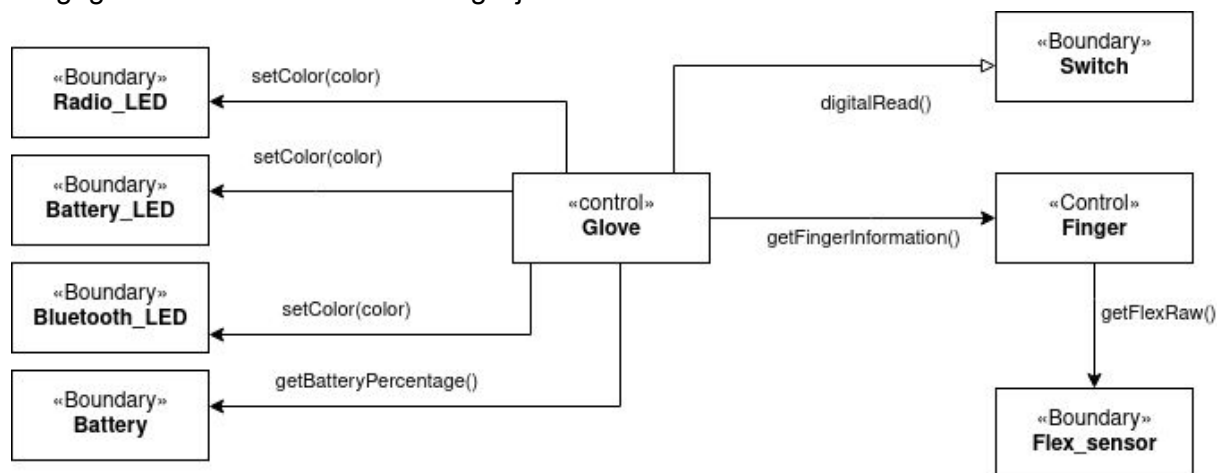 «Boundary»
Radio_LED
setColor(color)
«Boundary»
Battery_LED
setColor(color)
«Boundary»
Bluetooth_LED
setColor(color)
«Boundary»
Battery
getBatteryPercentage()
«control»
Glove
«Boundary»
Switch
digitalRead()
«Control»
Finger
getFingerInformation()
getFlexRaw()
«Boundary»
Flex_sensor